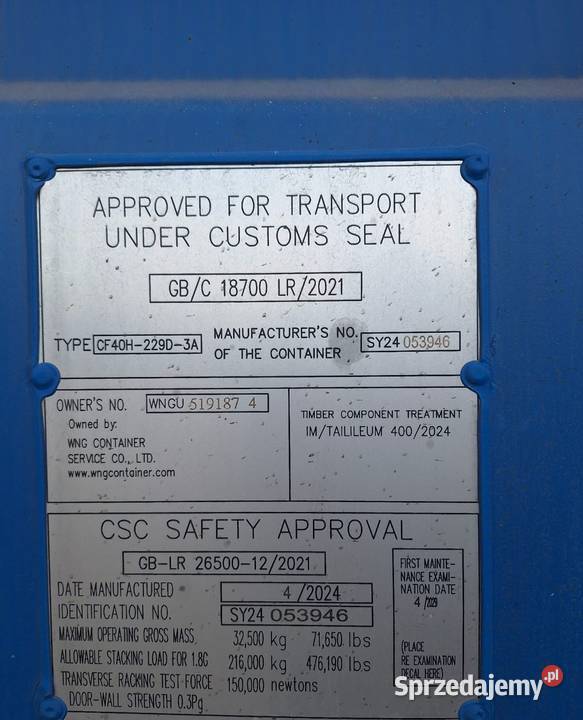 APPROVED FOR TRANSPORT
UNDER CUSTOMS SEAL
GB/C 18700 LR/2021
TYPE CF40H-229D-3A MANUFACTURER'S NO. OF THE CONTAINER SY24 053946
OWNER'S NO. WNGU 519187 4
Owned by:
WNG CONTAINER
SERVICE CO., LTD.
www.wngcontainer.com
TIMBER COMPONENT TREATMENT
IM/TAILILEUM 400/2024
CSC SAFETY APPROVAL
GB-LR 26500-12/2021
DATE MANUFACTURED 4 /2024
IDENTIFICATION NO. SY24 053946
MAXIMUM OPERATING GROSS MASS 32,500 kg 71,650 lbs
ALLOWABLE STACKING LOAD FOR 1.8G 216,000 kg 476,190 lbs
TRANSVERSE RACKING TEST FORCE 150,000 newtons
DOOR-WALL STRENGTH 0.3Pg
FIRST MAINTE-
NANCE EXAMI-
NATION DATE
4 /2029
(PLACE
RE EXAMINATION
DECAL HERE)
Sprzedajemy.pl